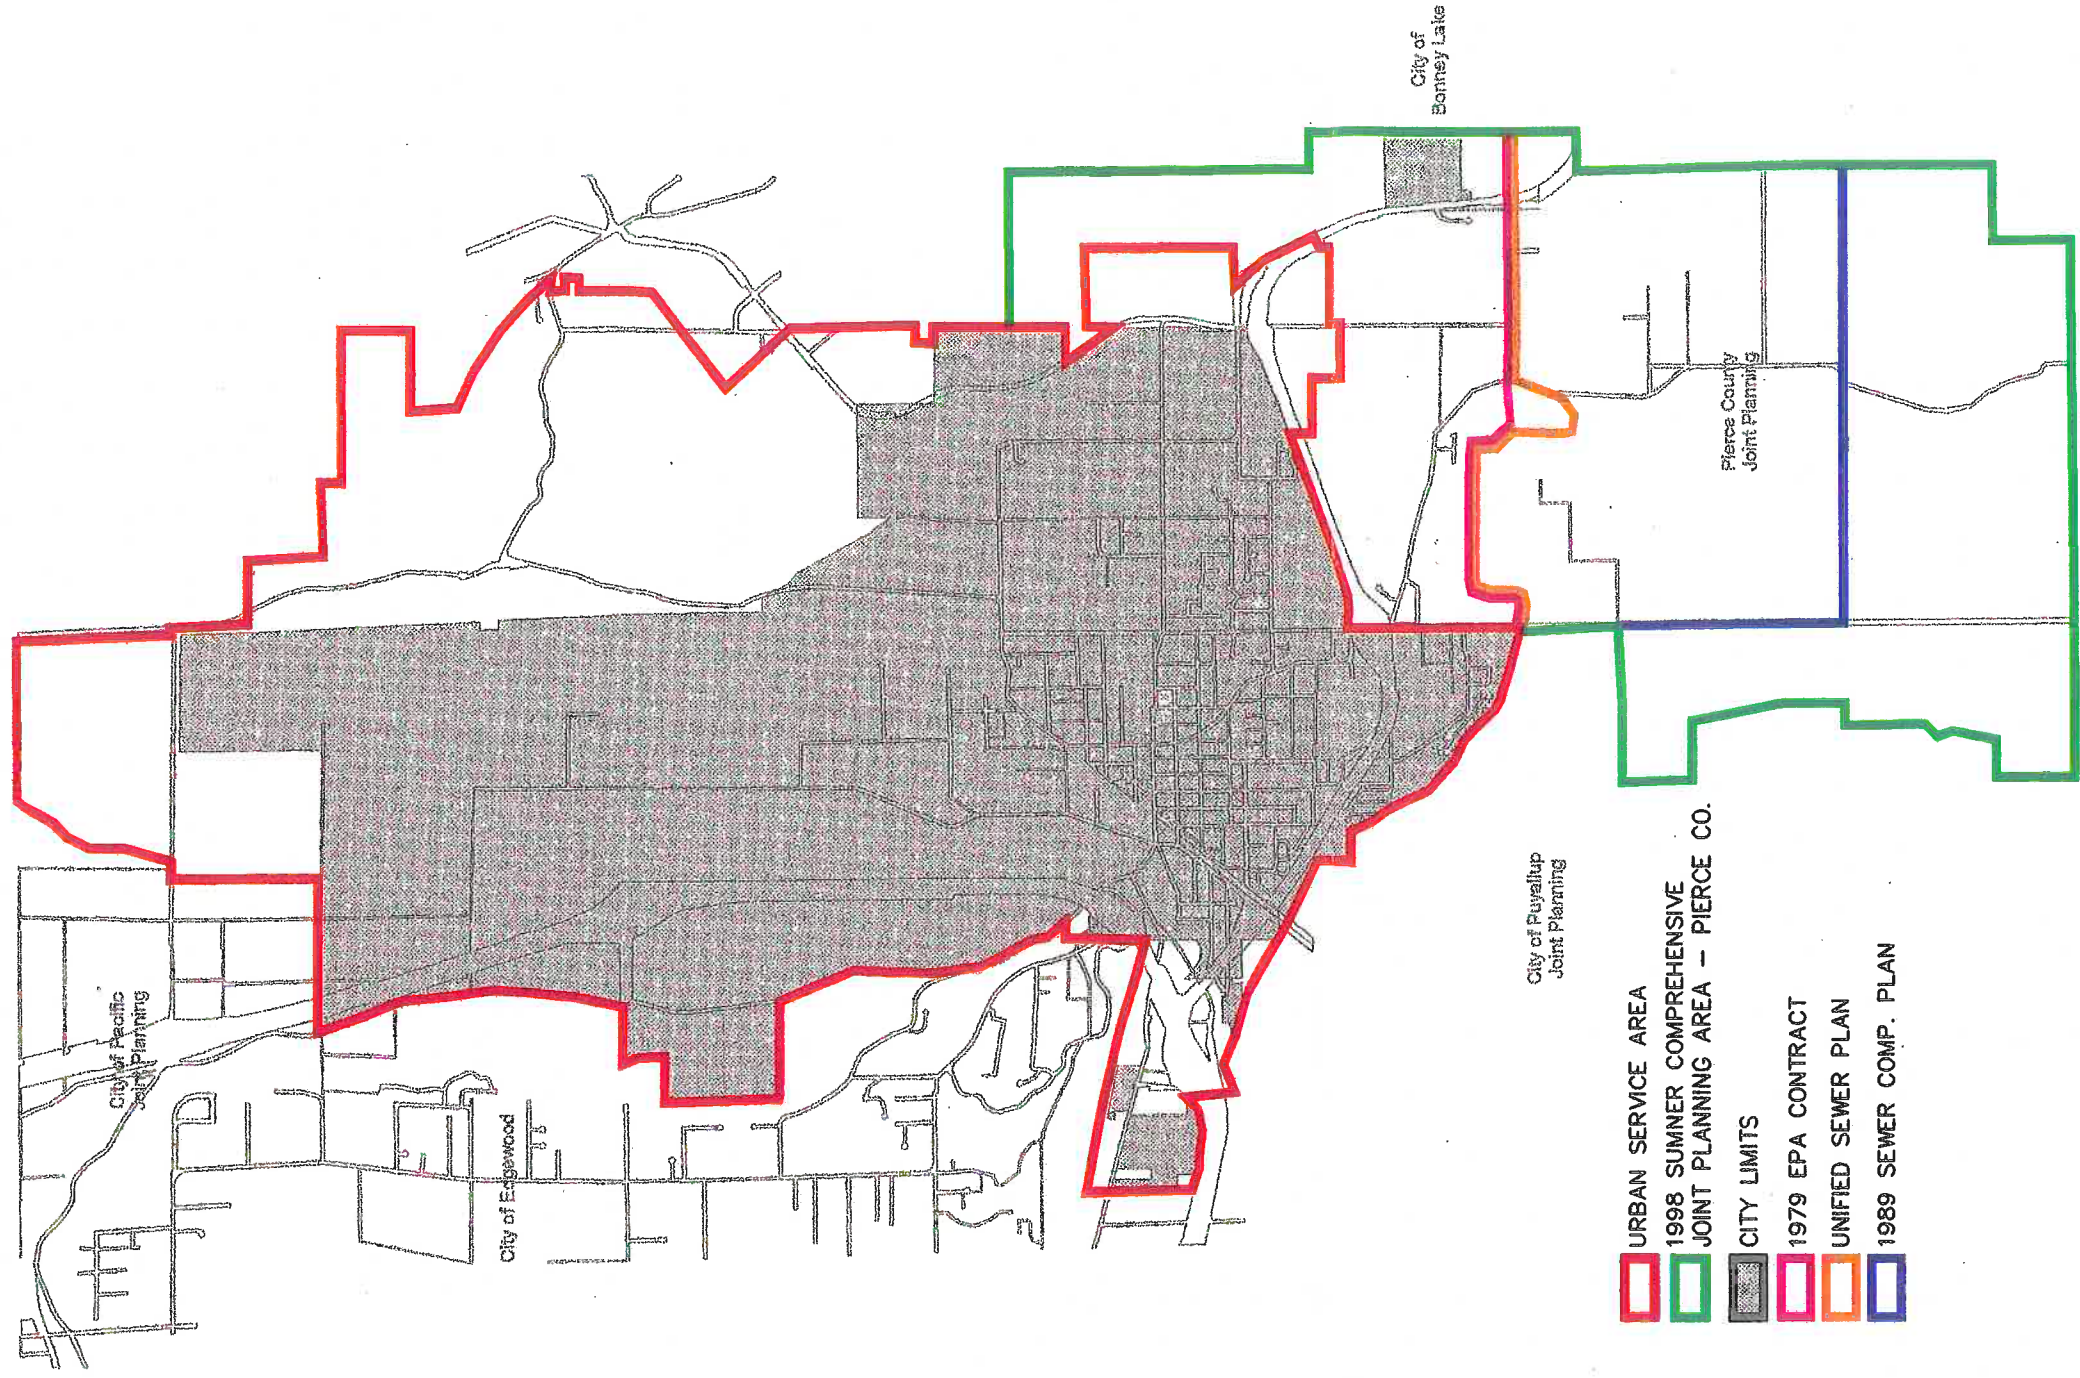 City of
Bonney Lake
Pierce County
Joint Planning
City of Puyallup
Joint Planning
City of Pacific
Joint Planning
City of Edgewood
URBAN SERVICE AREA
1998 SUMNER COMPREHENSIVE
JOINT PLANNING AREA – PIERCE CO.
CITY LIMITS
1979 EPA CONTRACT
UNIFIED SEWER PLAN
1989 SEWER COMP. PLAN